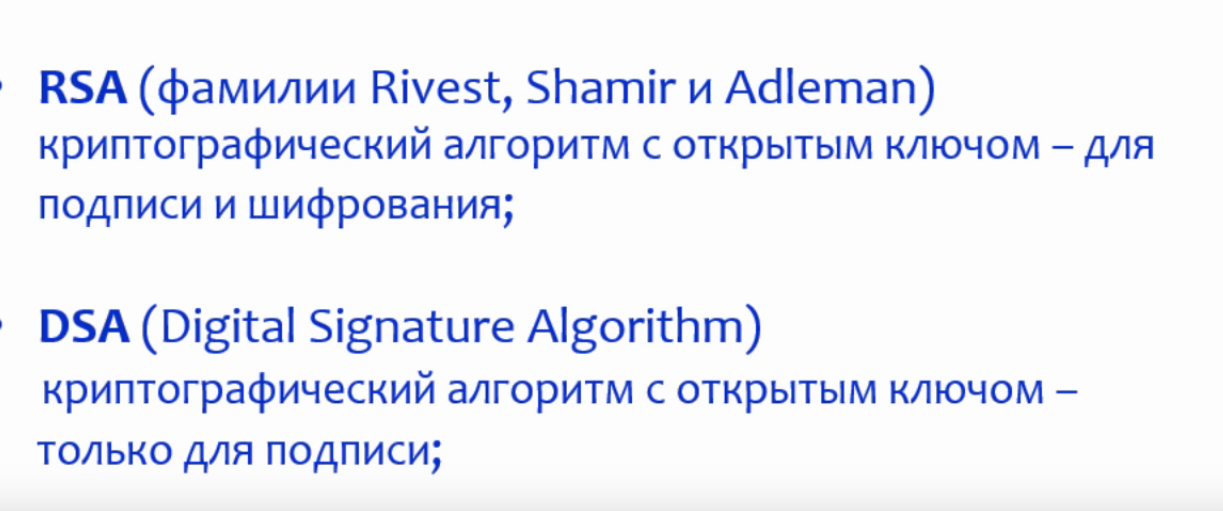 • RSA (фамилии Rivest, Shamir и Adleman)
криптографический алгоритм с открытым ключом – для
подписи и шифрования;
• DSA (Digital Signature Algorithm)
криптографический алгоритм с открытым ключом –
только для подписи;